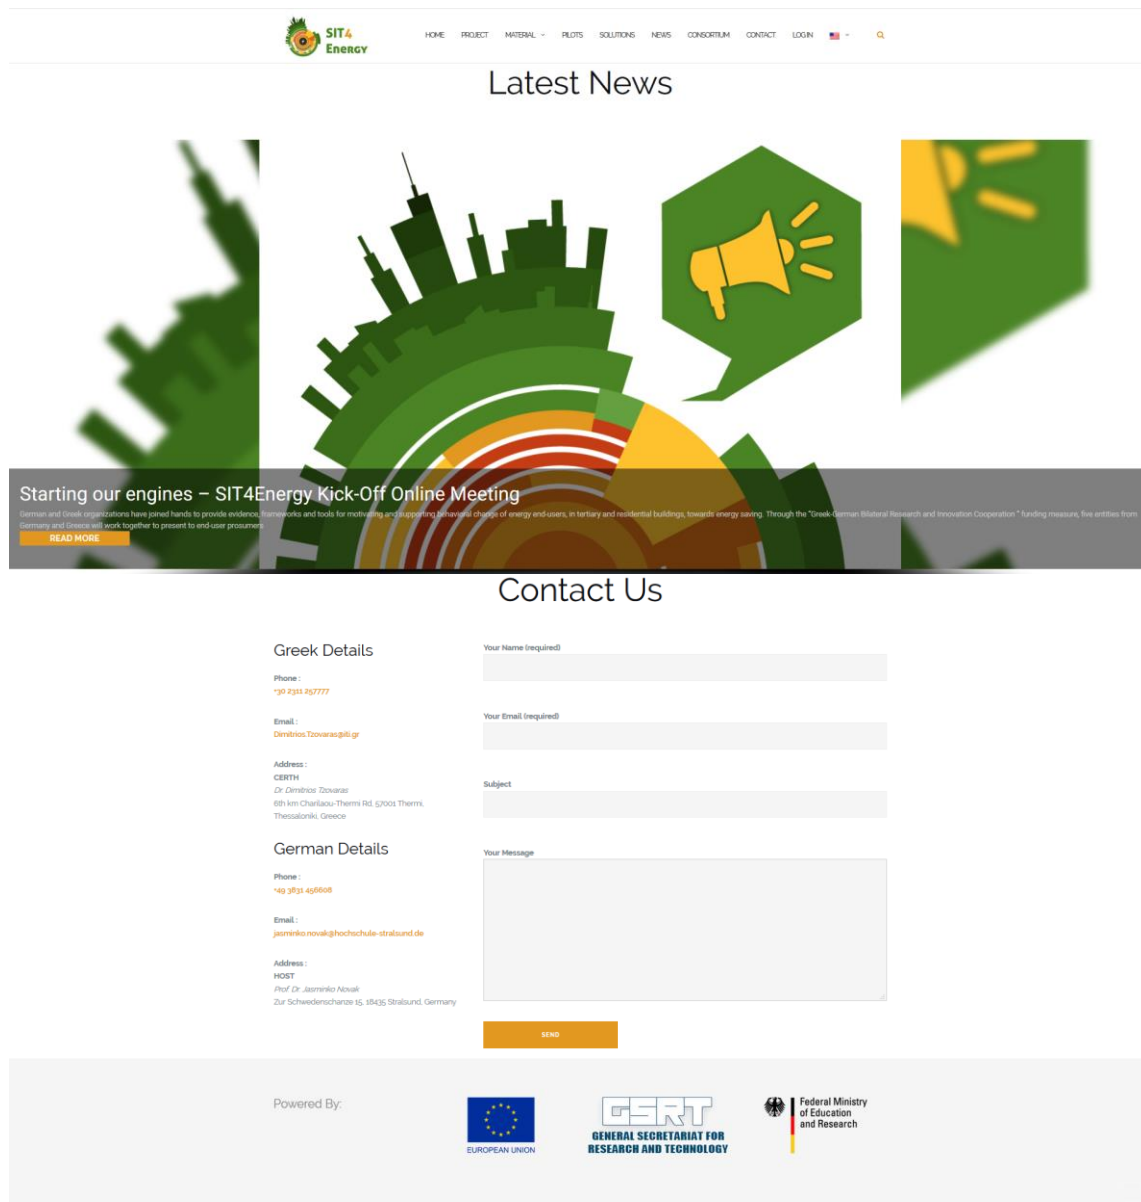 SIT4
Energy
HOME PROJECT MATERIAL PILOTS SOLUTIONS NEWS CONSORTIUM CONTACT LOGIN
Latest News
Starting our engines – SIT4Energy Kick-Off Online Meeting
German and Greek organizations have joined hands to provide evidence, frameworks and tools for motivating and supporting behavioral change of energy end-users, in tertiary and residential buildings, towards energy saving. Through the "Greek-German Bilateral Research and Innovation Cooperation " funding measure, five entities from
Germany and Greece will work together to present to end-user prosumers
READ MORE
Contact Us
Greek Details
Phone :
+30 2311 257777
Email :
Dimitrios.Tzovaras@iti.gr
Address :
CERTH
Dr. Dimitrios Tzovaras
6th km Charilaou-Thermi Rd, 57001 Thermi,
Thessaloniki, Greece
German Details
Phone :
+49 3831 456608
Email :
jasminko.novak@hochschule-stralsund.de
Address :
HOST
Prof. Dr. Jasminko Novak
Zur Schwedenschanze 15, 18435 Stralsund, Germany
Your Name (required)
Your Email (required)
Subject
Your Message
SEND
Powered By:
EUROPEAN UNION
GSRT
GENERAL SECRETARIAT FOR
RESEARCH AND TECHNOLOGY
Federal Ministry
of Education
and Research